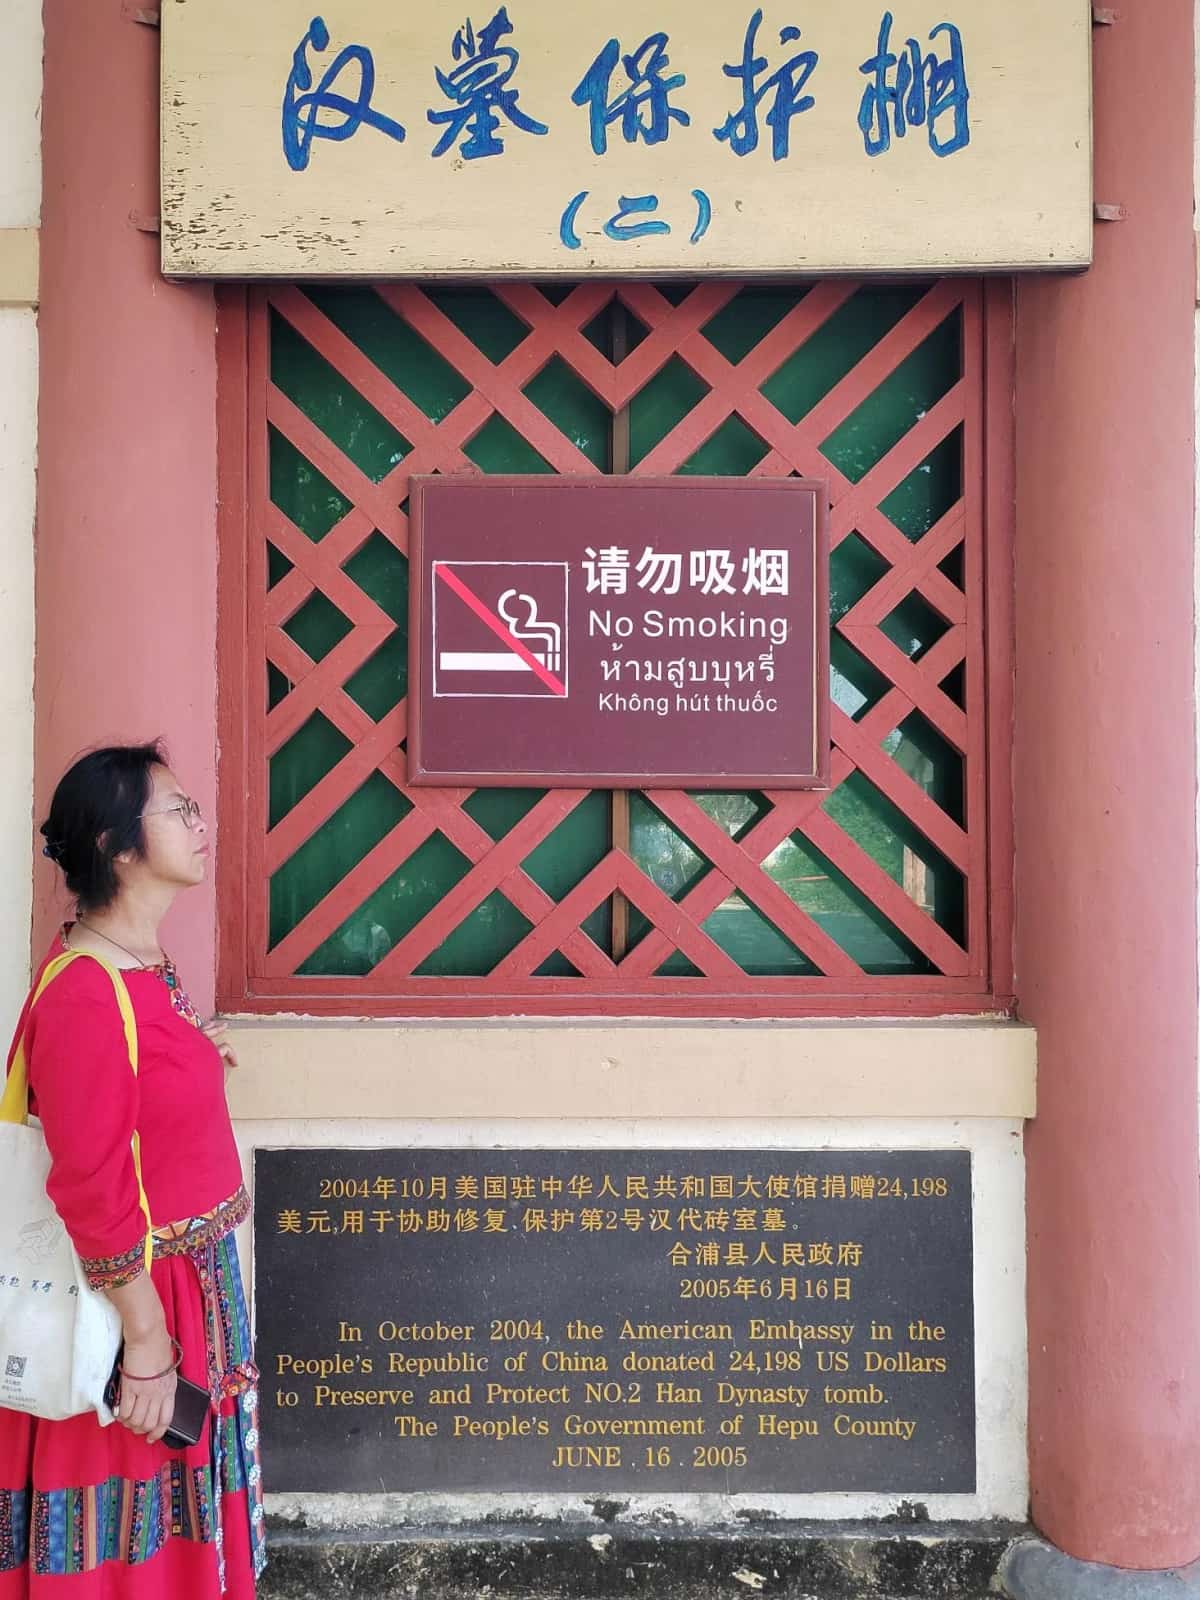 汉墓保护棚
（二）
请勿吸烟
No Smoking
ห้ามสูบบุหรี่
Không hút thuốc
2004年10月美国驻中华人民共和国大使馆捐赠24,198
美元,用于协助修复、保护第2号汉代砖室墓。
合浦县人民政府
2005年6月16日
In October 2004, the American Embassy in the
People's Republic of China donated 24,198 US Dollars
to Preserve and Protect NO.2 Han Dynasty tomb.
The People's Government of Hepu County
JUNE . 16 . 2005